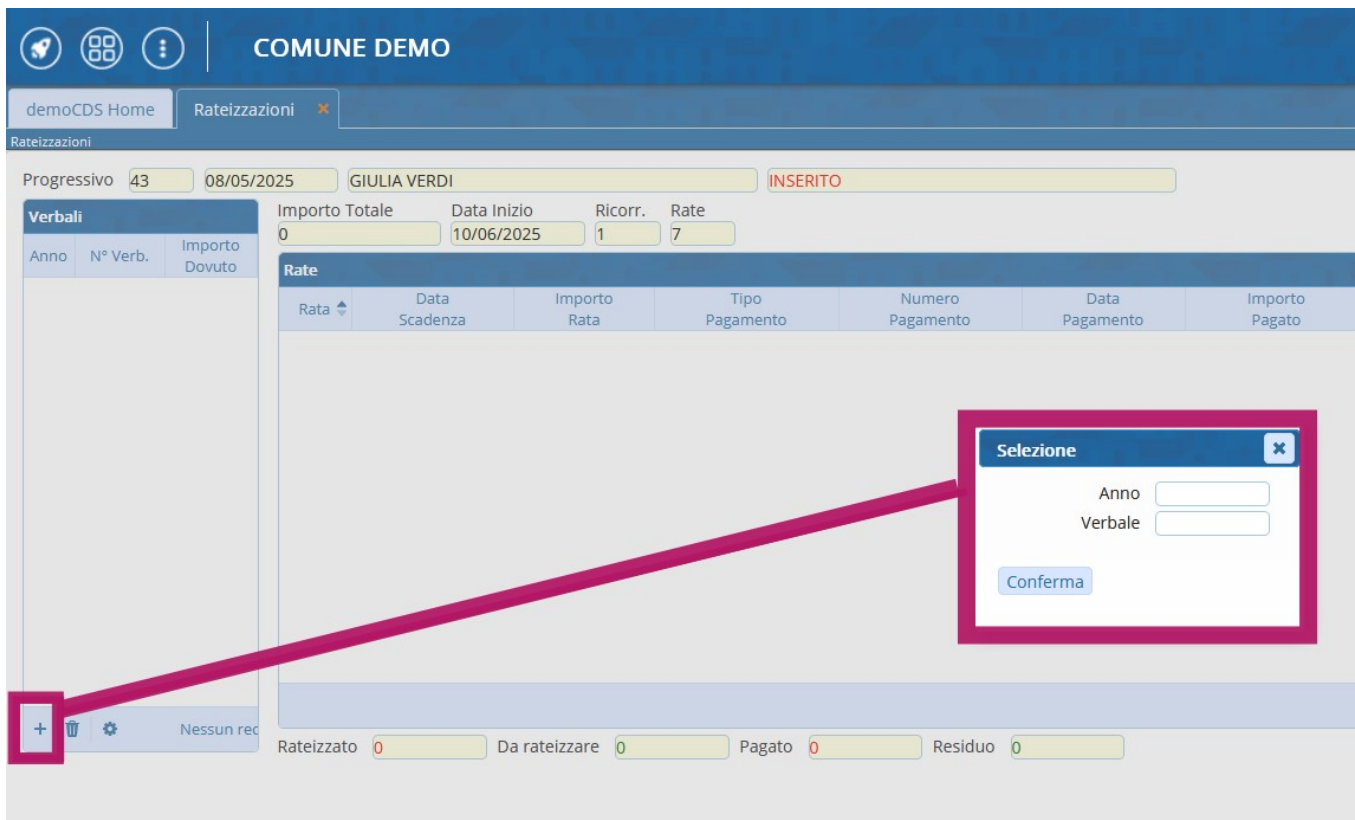 COMUNE DEMO
demoCDS Home Rateizzazioni
Rateizzazioni
Progressivo 43 08/05/2025 GIULIA VERDI INSERITO
Verbali
Anno N° Verb. Importo Dovuto
Importo Totale Data Inizio Ricorr. Rate
0 10/06/2025 1 7
Rate
Rata Data Scadenza Importo Rata Tipo Pagamento Numero Pagamento Data Pagamento Importo Pagato
Selezione
Anno
Verbale
Conferma
Nessun rec
Rateizzato 0 Da rateizzare 0 Pagato 0 Residuo 0